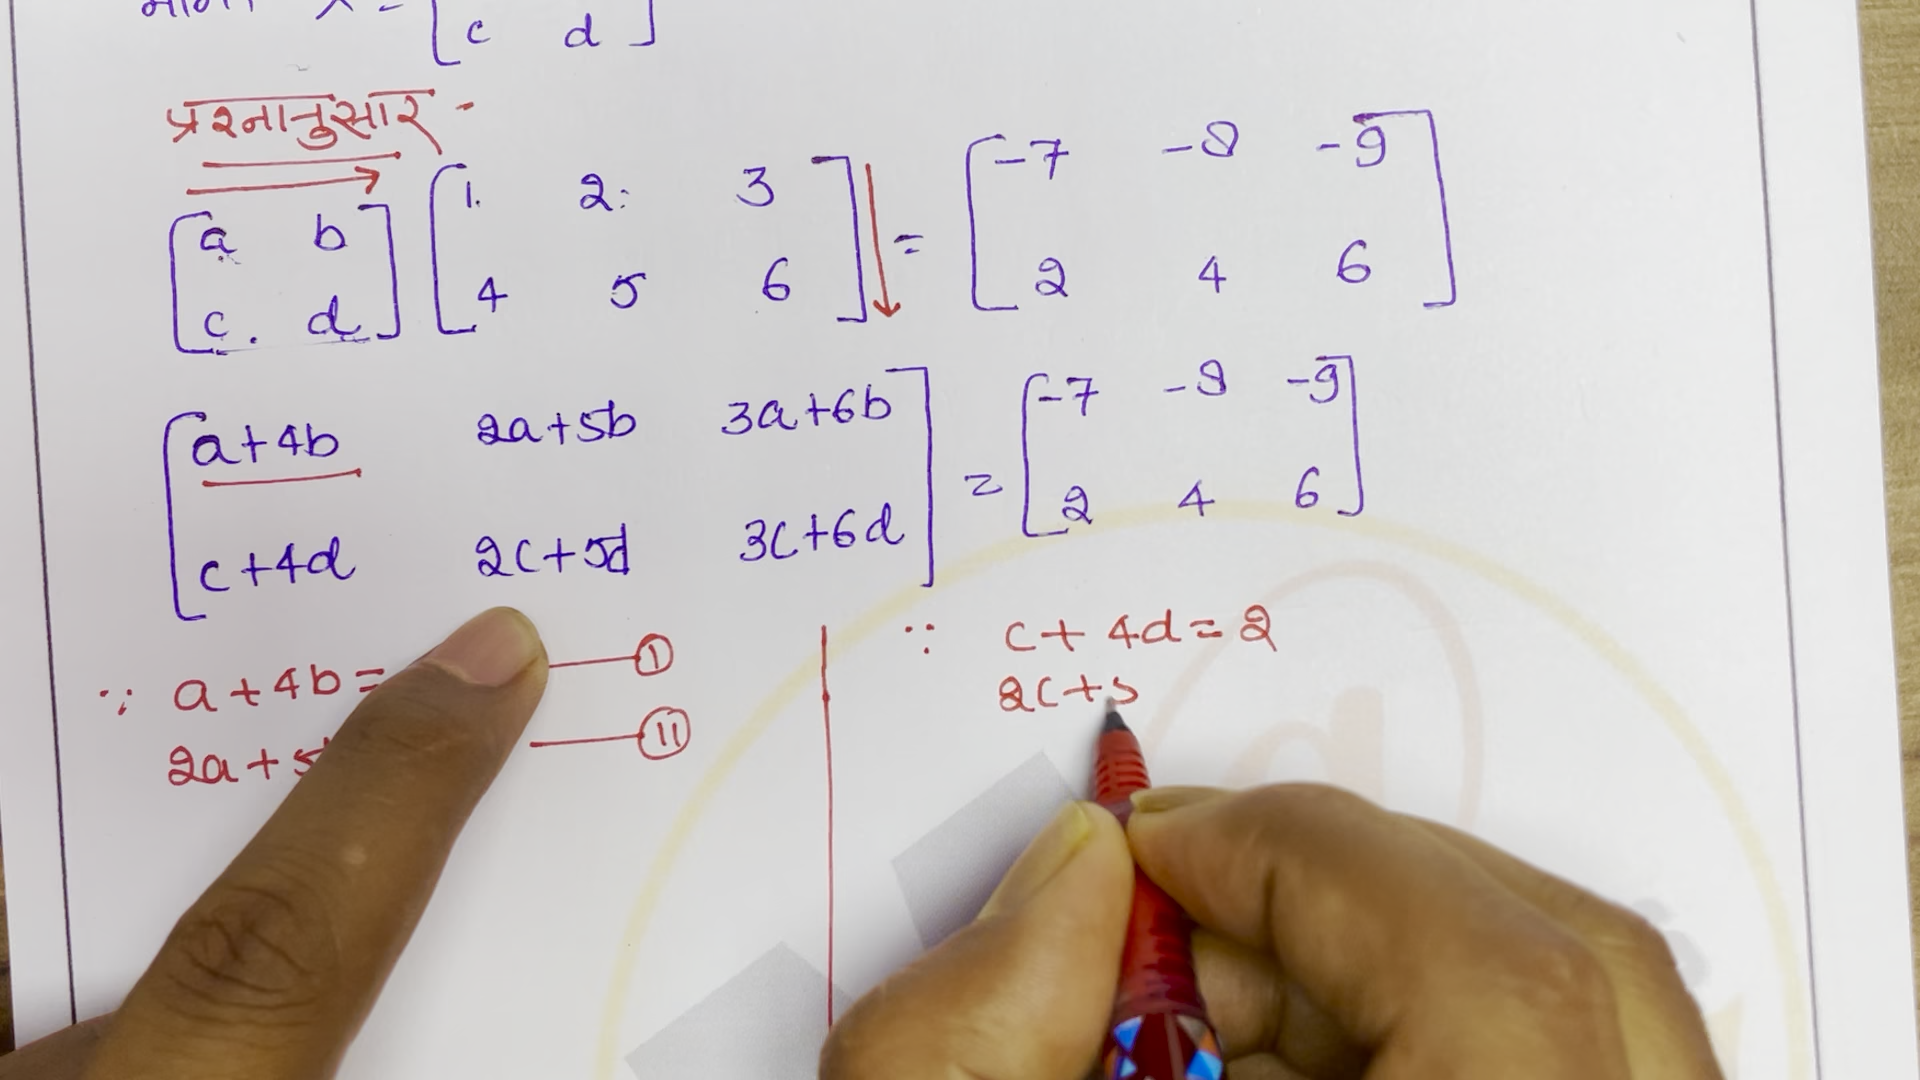 X =
c d
प्रश्नानुसार -
[a b] [1 2 3] = [-7 -8 -9]
[c d] [4 5 6] [2 4 6]
[a+4b 2a+5b 3a+6b] = [-7 -8 -9]
[c+4d 2c+5d 3c+6d] [2 4 6]
∵ a+4b= ①
2a+5 ⑪
∵ c+4d=2
2c+5